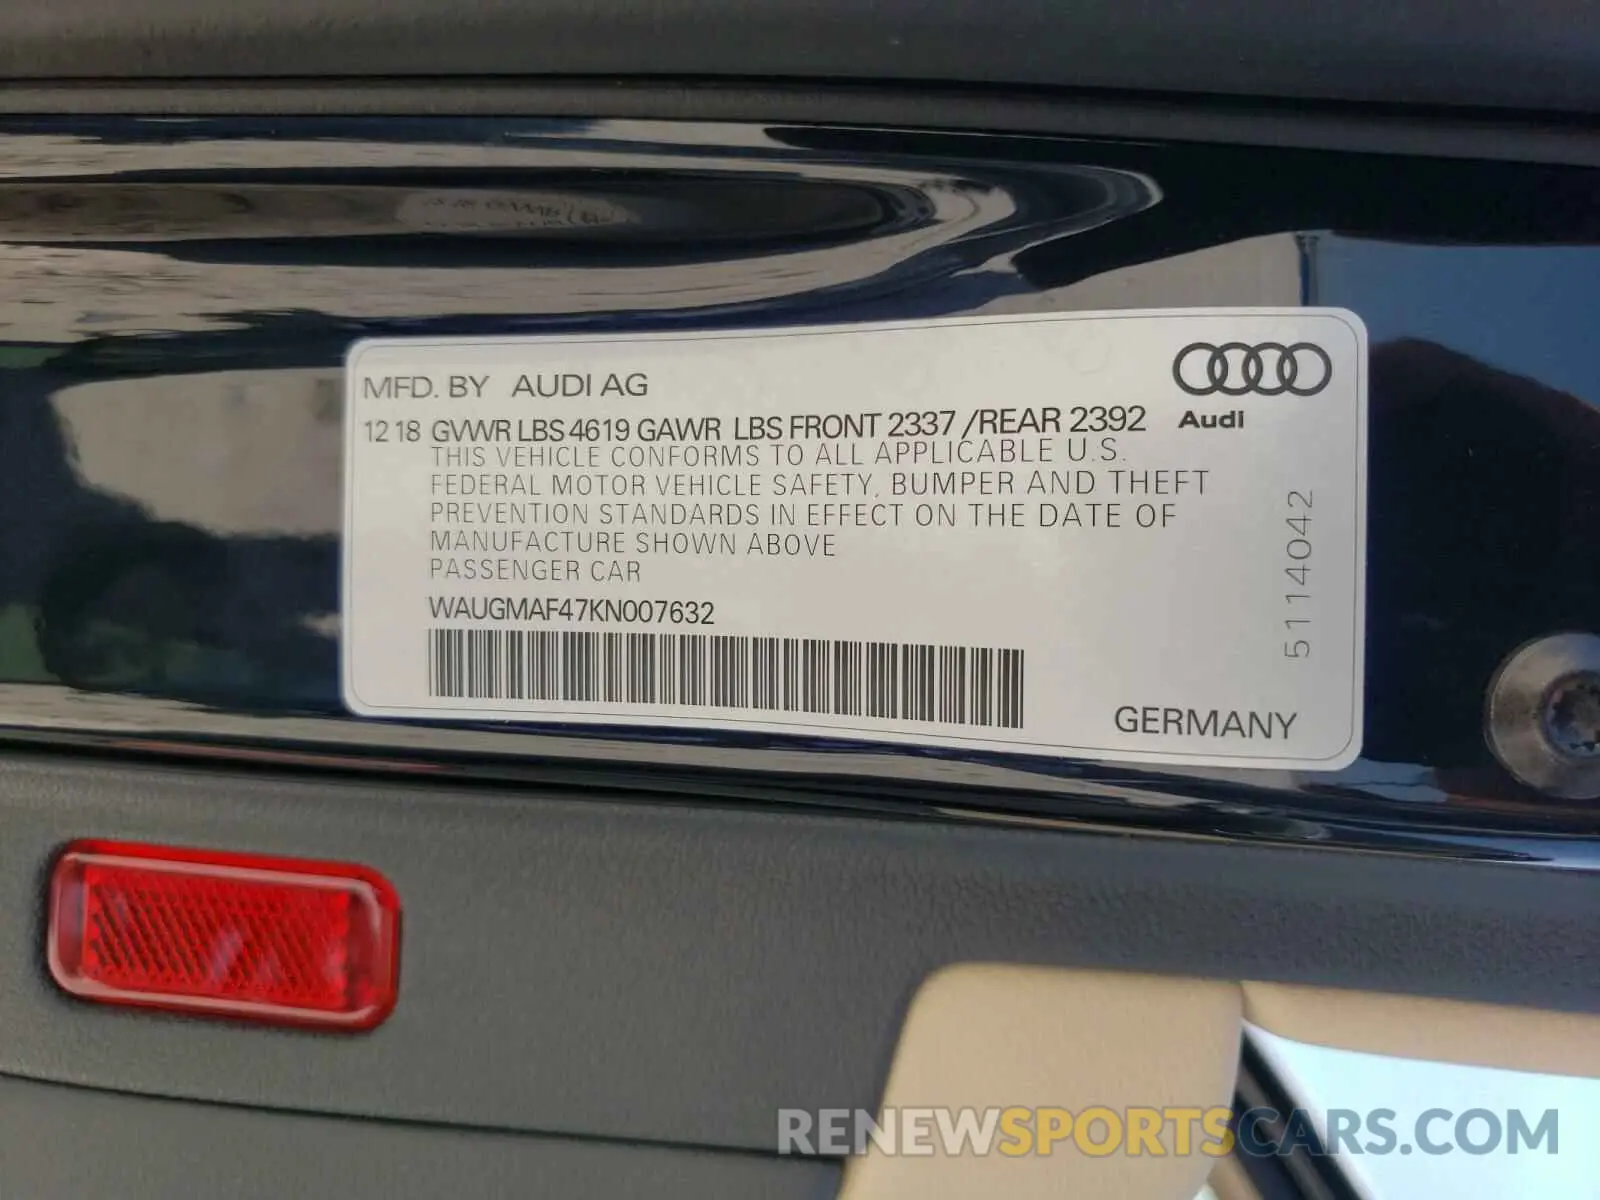 MFD. BY AUDI AG
Audi
12 18 GVWR LBS 4619 GAWR LBS FRONT 2337 /REAR 2392
THIS VEHICLE CONFORMS TO ALL APPLICABLE U.S.
FEDERAL MOTOR VEHICLE SAFETY, BUMPER AND THEFT
PREVENTION STANDARDS IN EFFECT ON THE DATE OF
MANUFACTURE SHOWN ABOVE
PASSENGER CAR
WAUGMAF47KN007632
51114042
GERMANY
RENEWSPORTSCARS.COM